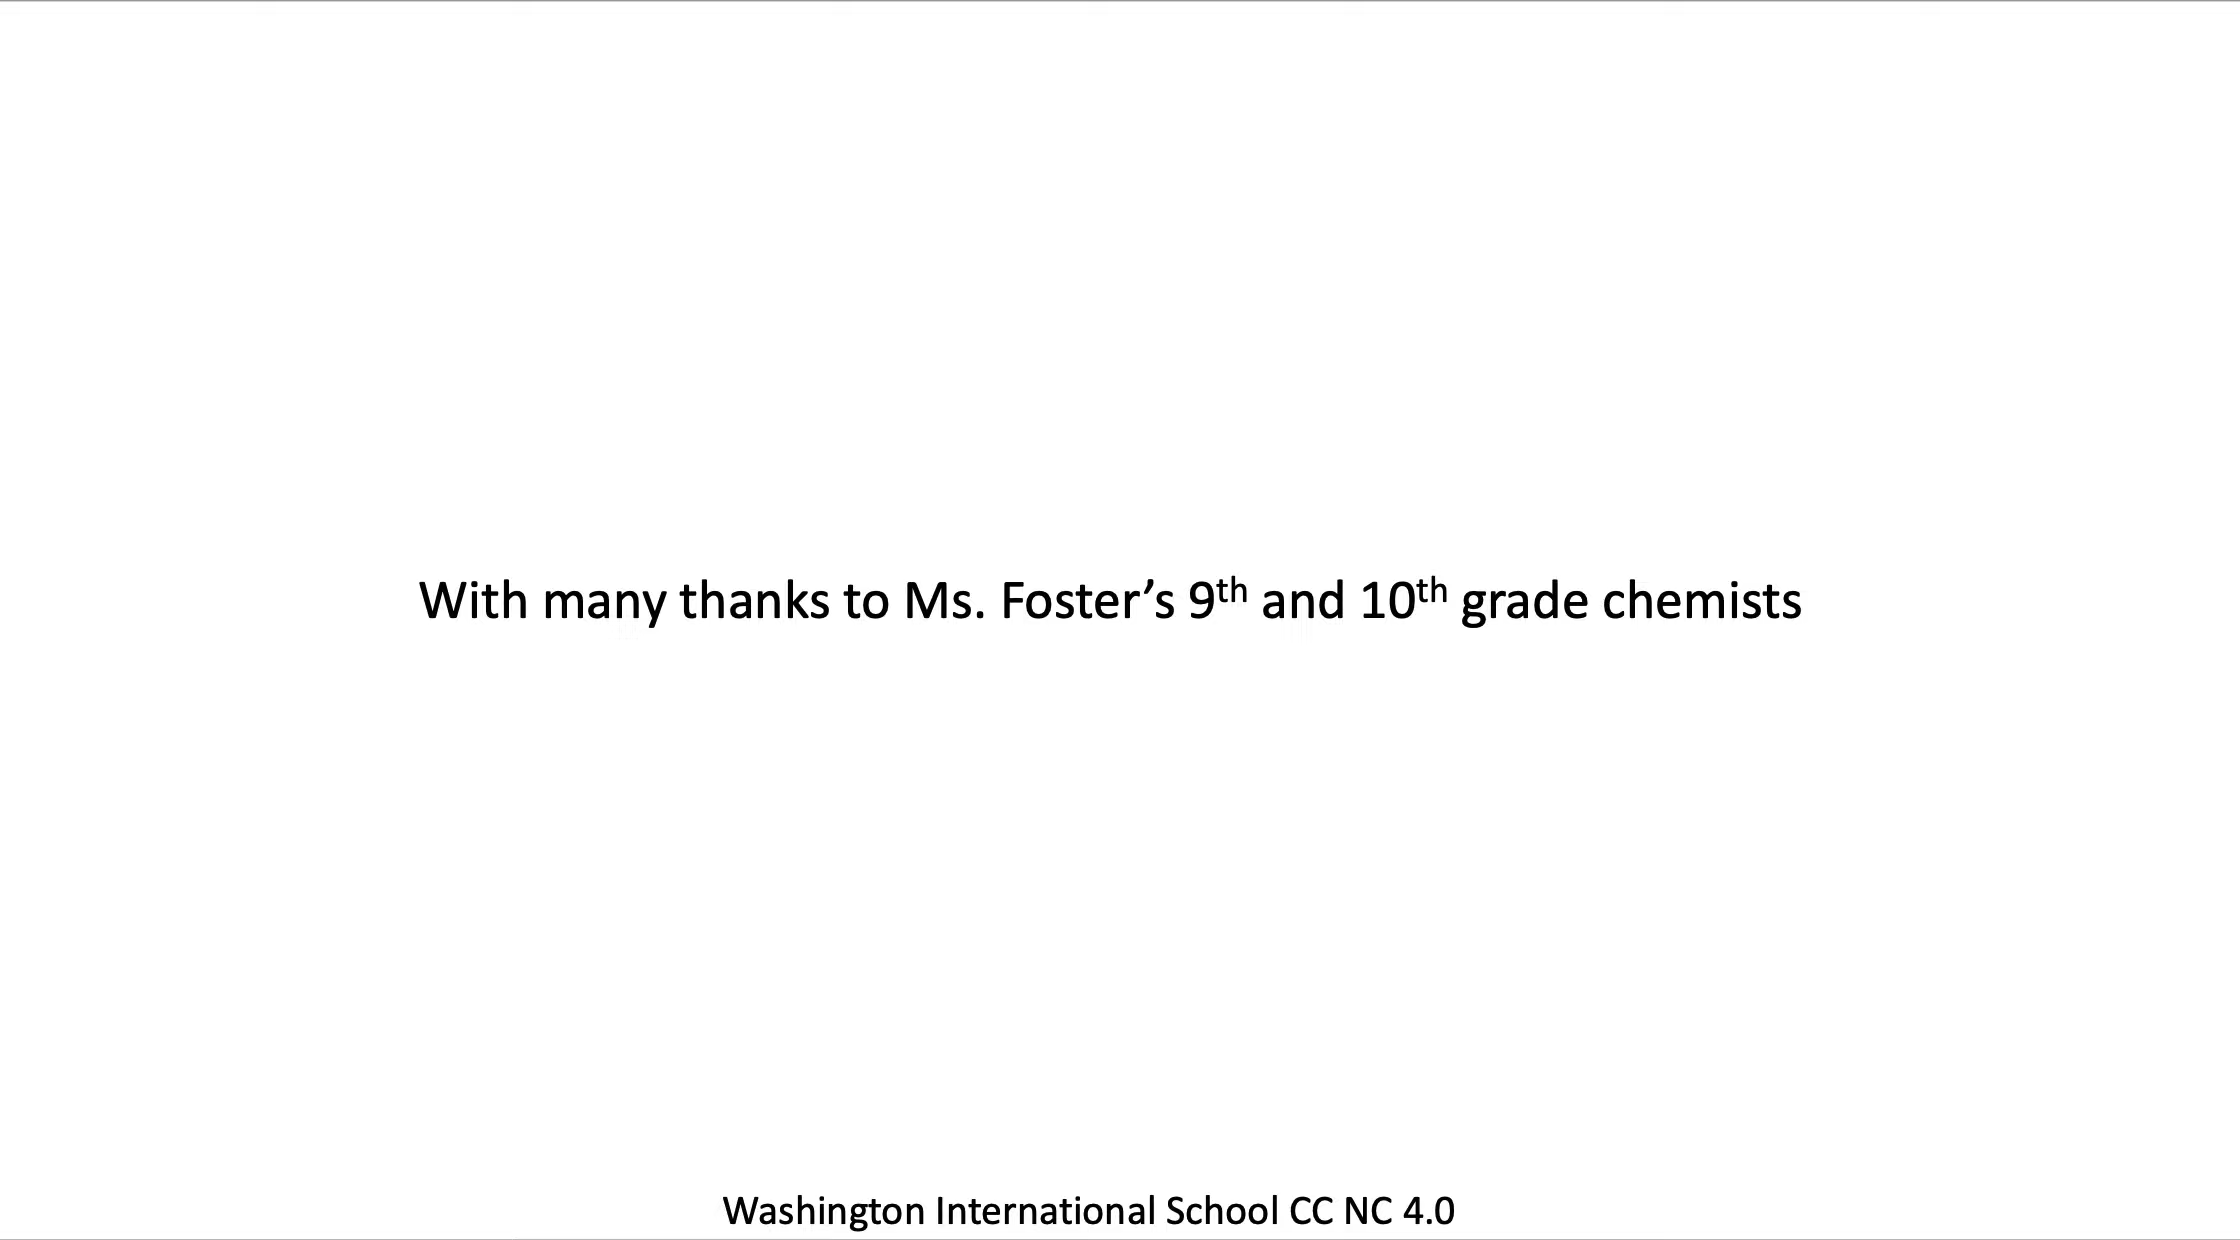 With many thanks to Ms. Foster’s 9th and 10th grade chemists
Washington International School CC NC 4.0